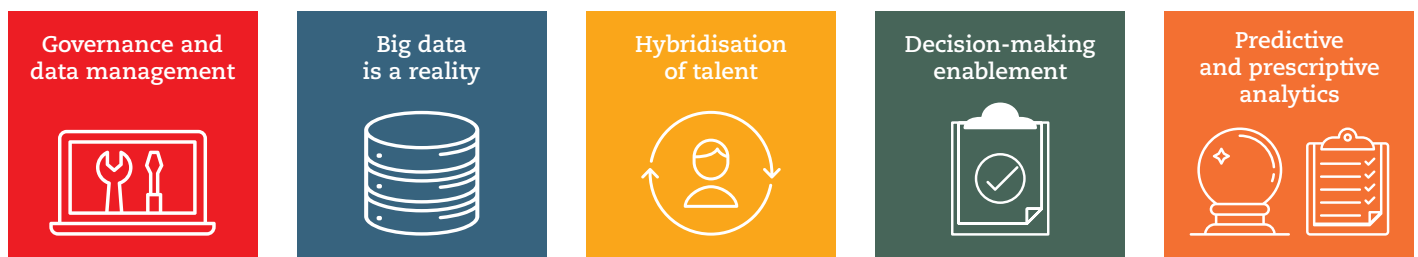 Governance and
data management
Big data
is a reality
Hybridisation
of talent
Decision-making
enablement
Predictive
and prescriptive
analytics